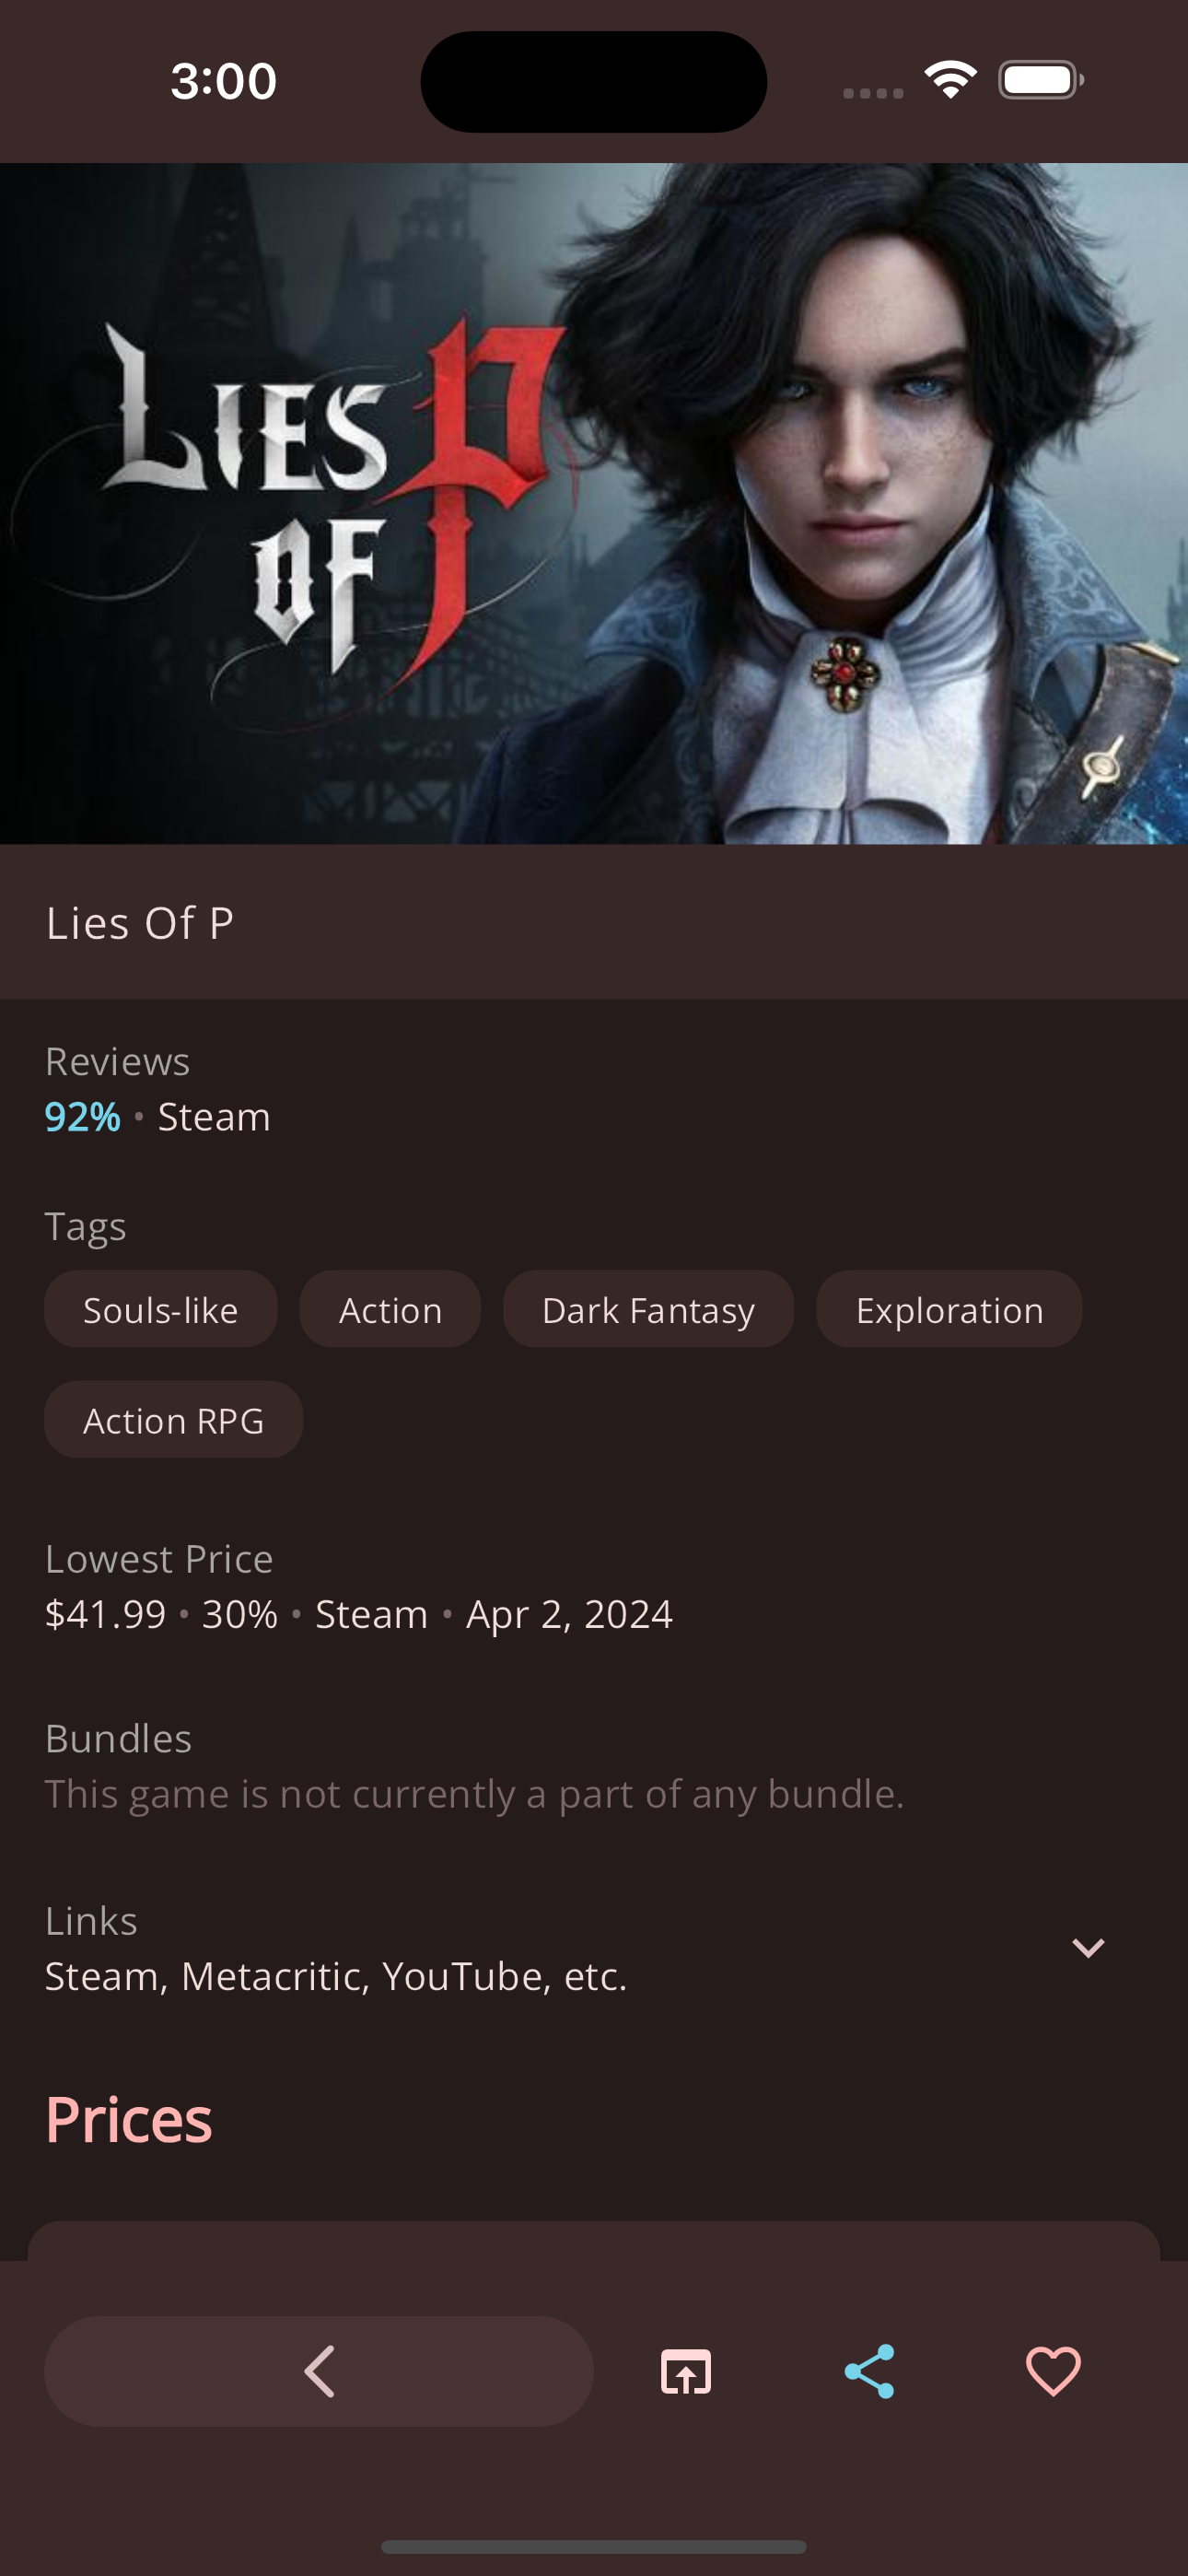 3:00
LIES
OF P
Lies Of P
Reviews
92% • Steam
Tags
Souls-like Action Dark Fantasy Exploration
Action RPG
Lowest Price
$41.99 • 30% • Steam • Apr 2, 2024
Bundles
This game is not currently a part of any bundle.
Links
Steam, Metacritic, YouTube, etc.
Prices